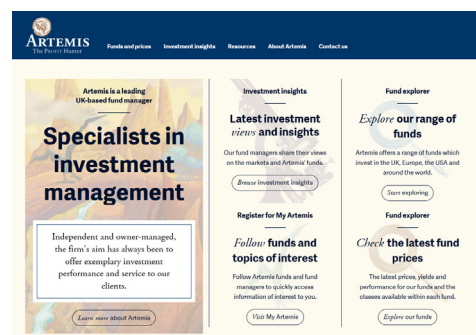 ARTEMIS
The PROFIT Hunter
Funds and prices Investment insights Resources About Artemis Contact us
Artemis is a leading
UK-based fund manager
Specialists in
investment
management
Independent and owner-managed,
the firm's aim has always been to
offer exemplary investment
performance and service to our
clients.
Learn more about Artemis
Investment insights
Latest investment
views and insights
Our fund managers share their views
on the markets and Artemis' funds.
Browse investment insights
Fund explorer
Explore our range of
funds
Artemis offers a range of funds which
invest in the UK, Europe, the USA and
around the world.
Start exploring
Register for My Artemis
Follow funds and
topics of interest
Follow Artemis funds and fund
managers to quickly access
information of interest to you.
Visit My Artemis
Fund explorer
Check the latest fund
prices
The latest prices, yields and
performance for our funds and the
classes available within each fund.
Explore our funds